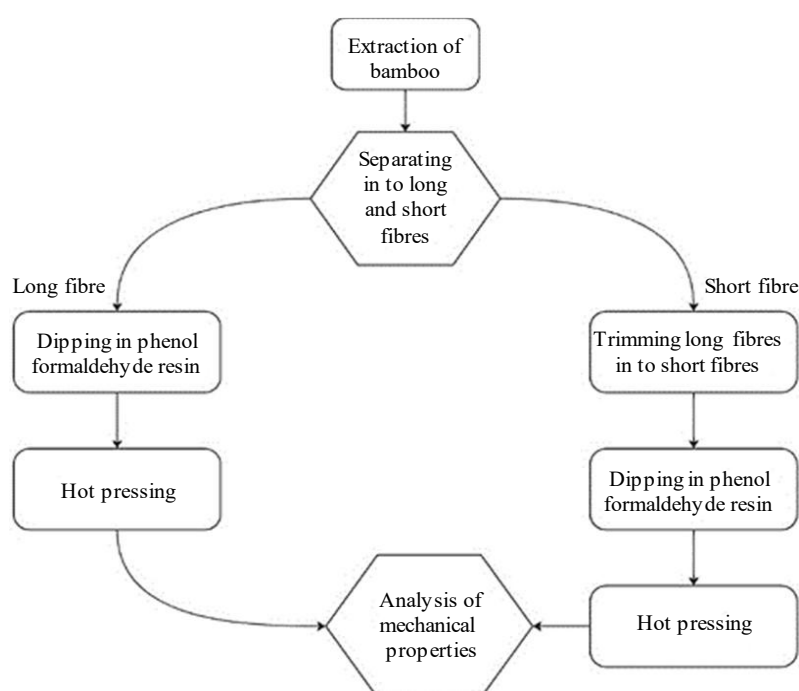 Extraction of
bamboo
Separating
in to long
and short
fibres
Long fibre
Short fibre
Dipping in phenol
formaldehyde resin
Trimming long fibres
in to short fibres
Hot pressing
Dipping in phenol
formaldehyde resin
Analysis of
mechanical
properties
Hot pressing